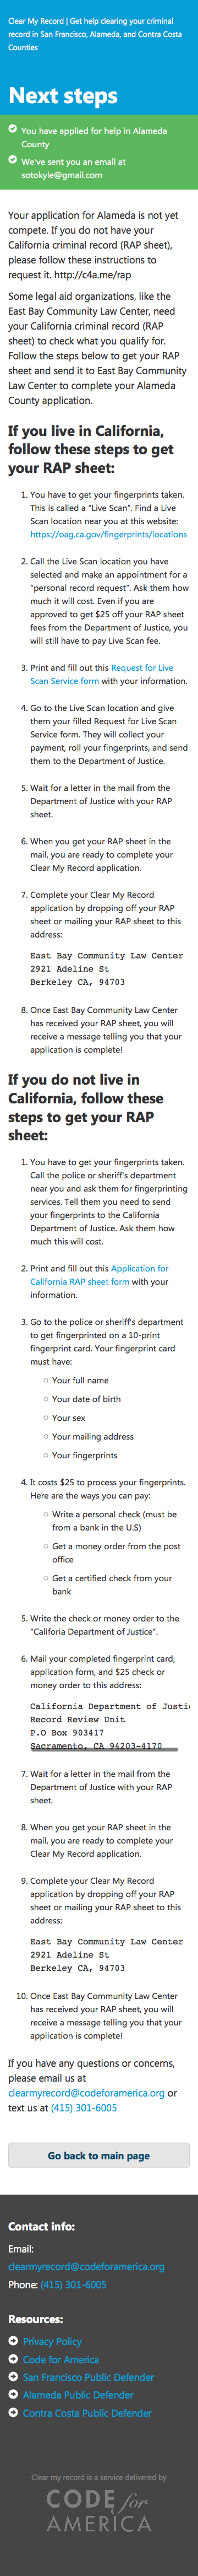 Clear My Record | Get help clearing your criminal
record in San Francisco, Alameda, and Contra Costa
Counties
Next steps
You have applied for help in Alameda
County
We've sent you an email at
sotokyle@gmail.com
Your application for Alameda is not yet
compete. If you do not have your
California criminal record (RAP sheet),
please follow these instructions to
request it. http://c4a.me/rap
Some legal aid organizations, like the
East Bay Community Law Center, need
your California criminal record (RAP
sheet) to check what you qualify for.
Follow the steps below to get your RAP
sheet and send it to East Bay Community
Law Center to complete your Alameda
County application.
If you live in California,
follow these steps to get
your RAP sheet:
1. You have to get your fingerprints taken.
This is called a "Live Scan". Find a Live
Scan location near you at this website:
https://oag.ca.gov/fingerprints/locations
2. Call the Live Scan location you have
selected and make an appointment for a
"personal record request". Ask them how
much it will cost. Even if you are
approved to get $25 off your RAP sheet
fees from the Department of Justice, you
will still have to pay Live Scan fee.
3. Print and fill out this Request for Live
Scan Service form with your information.
4. Go to the Live Scan location and give
them your filled Request for Live Scan
Service form. They will collect your
payment, roll your fingerprints, and send
them to the Department of Justice.
5. Wait for a letter in the mail from the
Department of Justice with your RAP
sheet.
6. When you get your RAP sheet in the
mail, you are ready to complete your
Clear My Record application.
7. Complete your Clear My Record
application by dropping off your RAP
sheet or mailing your RAP sheet to this
address:
East Bay Community Law Center
2921 Adeline St
Berkeley CA, 94703
8. Once East Bay Community Law Center
has received your RAP sheet, you will
receive a message telling you that your
application is complete!
If you do not live in
California, follow these
steps to get your RAP
sheet:
1. You have to get your fingerprints taken.
Call the police or sheriff's department
near you and ask them for fingerprinting
services. Tell them you need to send
your fingerprints to the California
Department of Justice. Ask them how
much this will cost.
2. Print and fill out this Application for
California RAP sheet form with your
information.
3. Go to the police or sheriff's department
to get fingerprinted on a 10-print
fingerprint card. Your fingerprint card
must have:
Your full name
Your date of birth
Your sex
Your mailing address
Your fingerprints
4. It costs $25 to process your fingerprints.
Here are the ways you can pay:
Write a personal check (must be
from a bank in the U.S)
Get a money order from the post
office
Get a certified check from your
bank
5. Write the check or money order to the
"Califoria Department of Justice".
6. Mail your completed fingerprint card,
application form, and $25 check or
money order to this address:
California Department of Justi
Record Review Unit
P.O Box 903417
Sacramento, CA 94203-4170
7. Wait for a letter in the mail from the
Department of Justice with your RAP
sheet.
8. When you get your RAP sheet in the
mail, you are ready to complete your
Clear My Record application.
9. Complete your Clear My Record
application by dropping off your RAP
sheet or mailing your RAP sheet to this
address:
East Bay Community Law Center
2921 Adeline St
Berkeley CA, 94703
10. Once East Bay Community Law Center
has received your RAP sheet, you will
receive a message telling you that your
application is complete!
If you have any questions or concerns,
please email us at
clearmyrecord@codeforamerica.org or
text us at (415) 301-6005
Go back to main page
Contact info:
Email:
clearmyrecord@codeforamerica.org
Phone: (415) 301-6005
Resources:
Privacy Policy
Code for America
San Francisco Public Defender
Alameda Public Defender
Contra Costa Public Defender
Clear my record is a service delivered by
CODE for
AMERICA